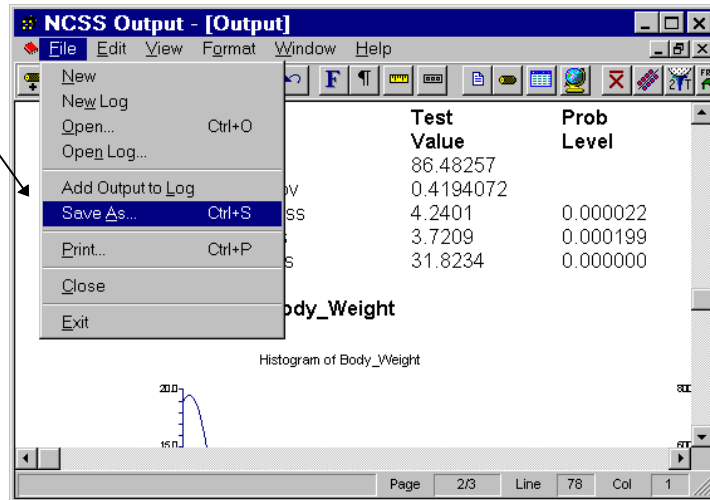 NCSS Output - [Output]
File Edit View Format Window Help
New
New Log
Open... Ctrl+O
Open Log...
Add Output to Log
Save As... Ctrl+S
Print... Ctrl+P
Close
Exit
Test Prob
Value Level
86.48257
0.4194072
4.2401 0.000022
3.7209 0.000199
31.8234 0.000000
ody_Weight
Histogram of Body_Weight
20.0
15.0
Page 2/3 Line 78 Col 1